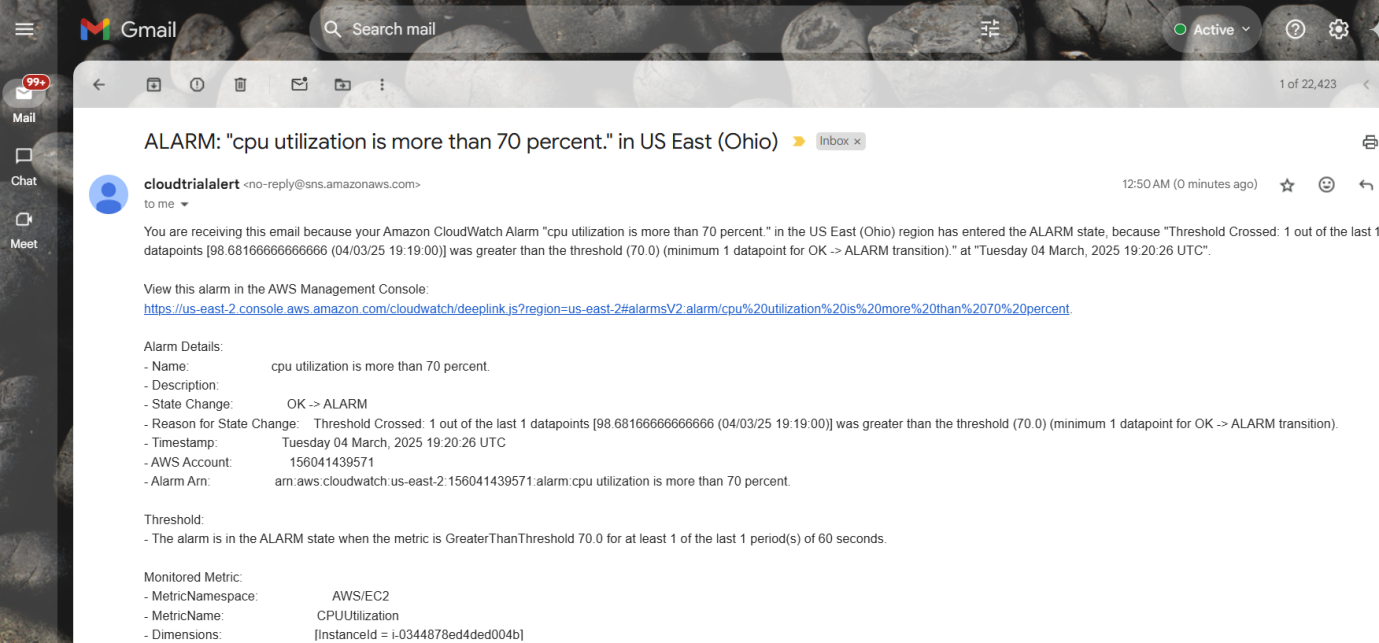 Gmail
Search mail
Active
99+
Mail
Chat
Meet
1 of 22,423
ALARM: "cpu utilization is more than 70 percent." in US East (Ohio)
Inbox ×
cloudtrialalert <no-reply@sns.amazonaws.com>
12:50 AM (0 minutes ago)
to me
You are receiving this email because your Amazon CloudWatch Alarm "cpu utilization is more than 70 percent." in the US East (Ohio) region has entered the ALARM state, because "Threshold Crossed: 1 out of the last 1
datapoints [98.68166666666666 (04/03/25 19:19:00)] was greater than the threshold (70.0) (minimum 1 datapoint for OK -> ALARM transition)." at "Tuesday 04 March, 2025 19:20:26 UTC".
View this alarm in the AWS Management Console:
https://us-east-2.console.aws.amazon.com/cloudwatch/deeplink.js?region=us-east-2#alarmsV2:alarm/cpu%20utilization%20is%20more%20than%2070%20percent.
Alarm Details:
- Name: cpu utilization is more than 70 percent.
- Description:
- State Change: OK -> ALARM
- Reason for State Change: Threshold Crossed: 1 out of the last 1 datapoints [98.68166666666666 (04/03/25 19:19:00)] was greater than the threshold (70.0) (minimum 1 datapoint for OK -> ALARM transition).
- Timestamp: Tuesday 04 March, 2025 19:20:26 UTC
- AWS Account: 156041439571
- Alarm Arn: arn:aws:cloudwatch:us-east-2:156041439571:alarm:cpu utilization is more than 70 percent.
Threshold:
- The alarm is in the ALARM state when the metric is GreaterThanThreshold 70.0 for at least 1 of the last 1 period(s) of 60 seconds.
Monitored Metric:
- MetricNamespace: AWS/EC2
- MetricName: CPUUtilization
- Dimensions: [InstanceId = i-0344878ed4ded004b]